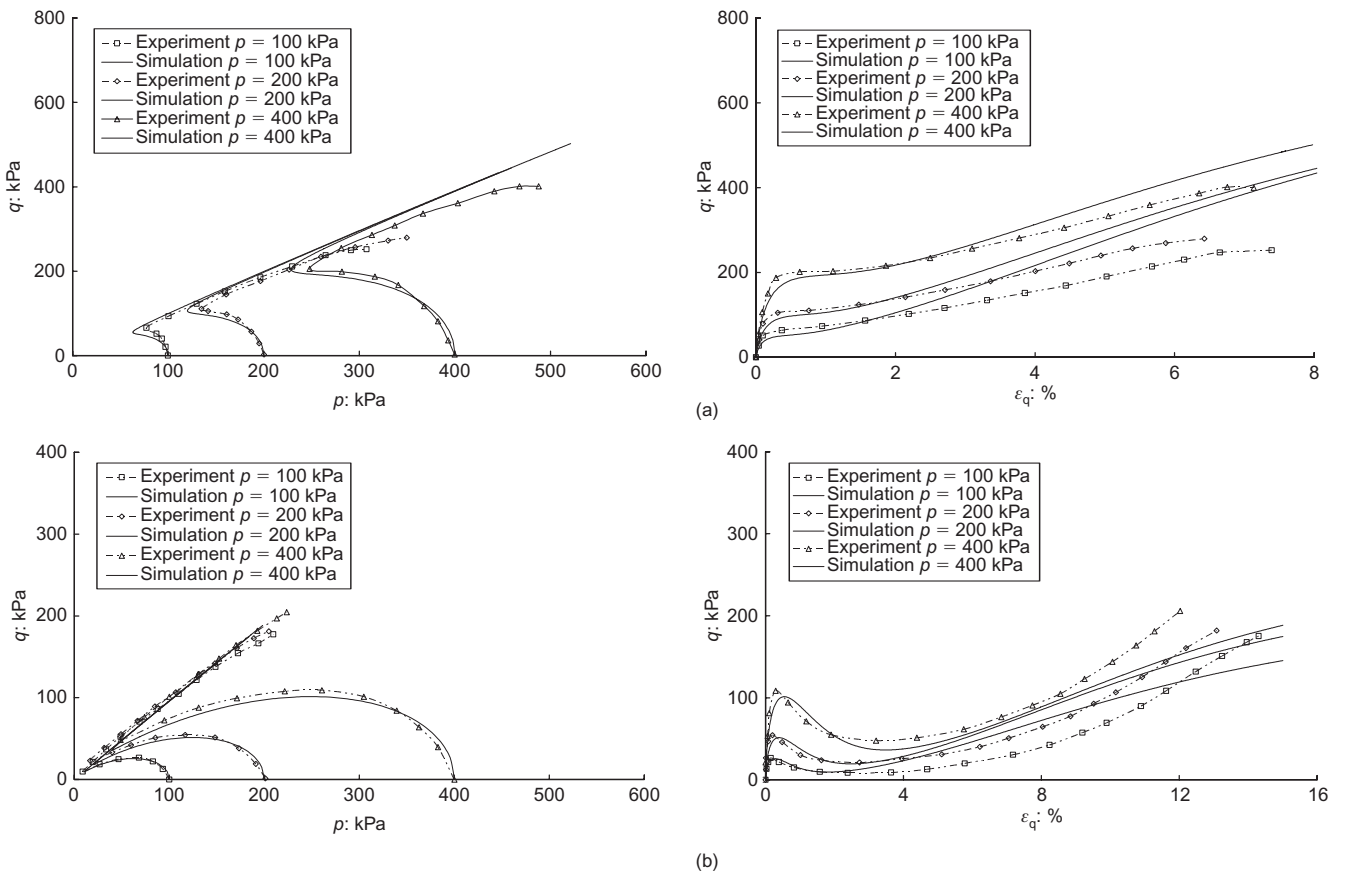 800
600
400
200
0
q: kPa
Experiment p = 100 kPa
Simulation p = 100 kPa
Experiment p = 200 kPa
Simulation p = 200 kPa
Experiment p = 400 kPa
Simulation p = 400 kPa
0 100 200 300 400 500 600
p: kPa
800
600
400
200
0
q: kPa
Experiment p = 100 kPa
Simulation p = 100 kPa
Experiment p = 200 kPa
Simulation p = 200 kPa
Experiment p = 400 kPa
Simulation p = 400 kPa
0 2 4 6 8
εq: %
(a)
400
300
200
100
0
q: kPa
Experiment p = 100 kPa
Simulation p = 100 kPa
Experiment p = 200 kPa
Simulation p = 200 kPa
Experiment p = 400 kPa
Simulation p = 400 kPa
0 100 200 300 400 500 600
p: kPa
400
300
200
100
0
q: kPa
Experiment p = 100 kPa
Simulation p = 100 kPa
Experiment p = 200 kPa
Simulation p = 200 kPa
Experiment p = 400 kPa
Simulation p = 400 kPa
0 4 8 12 16
εq: %
(b)